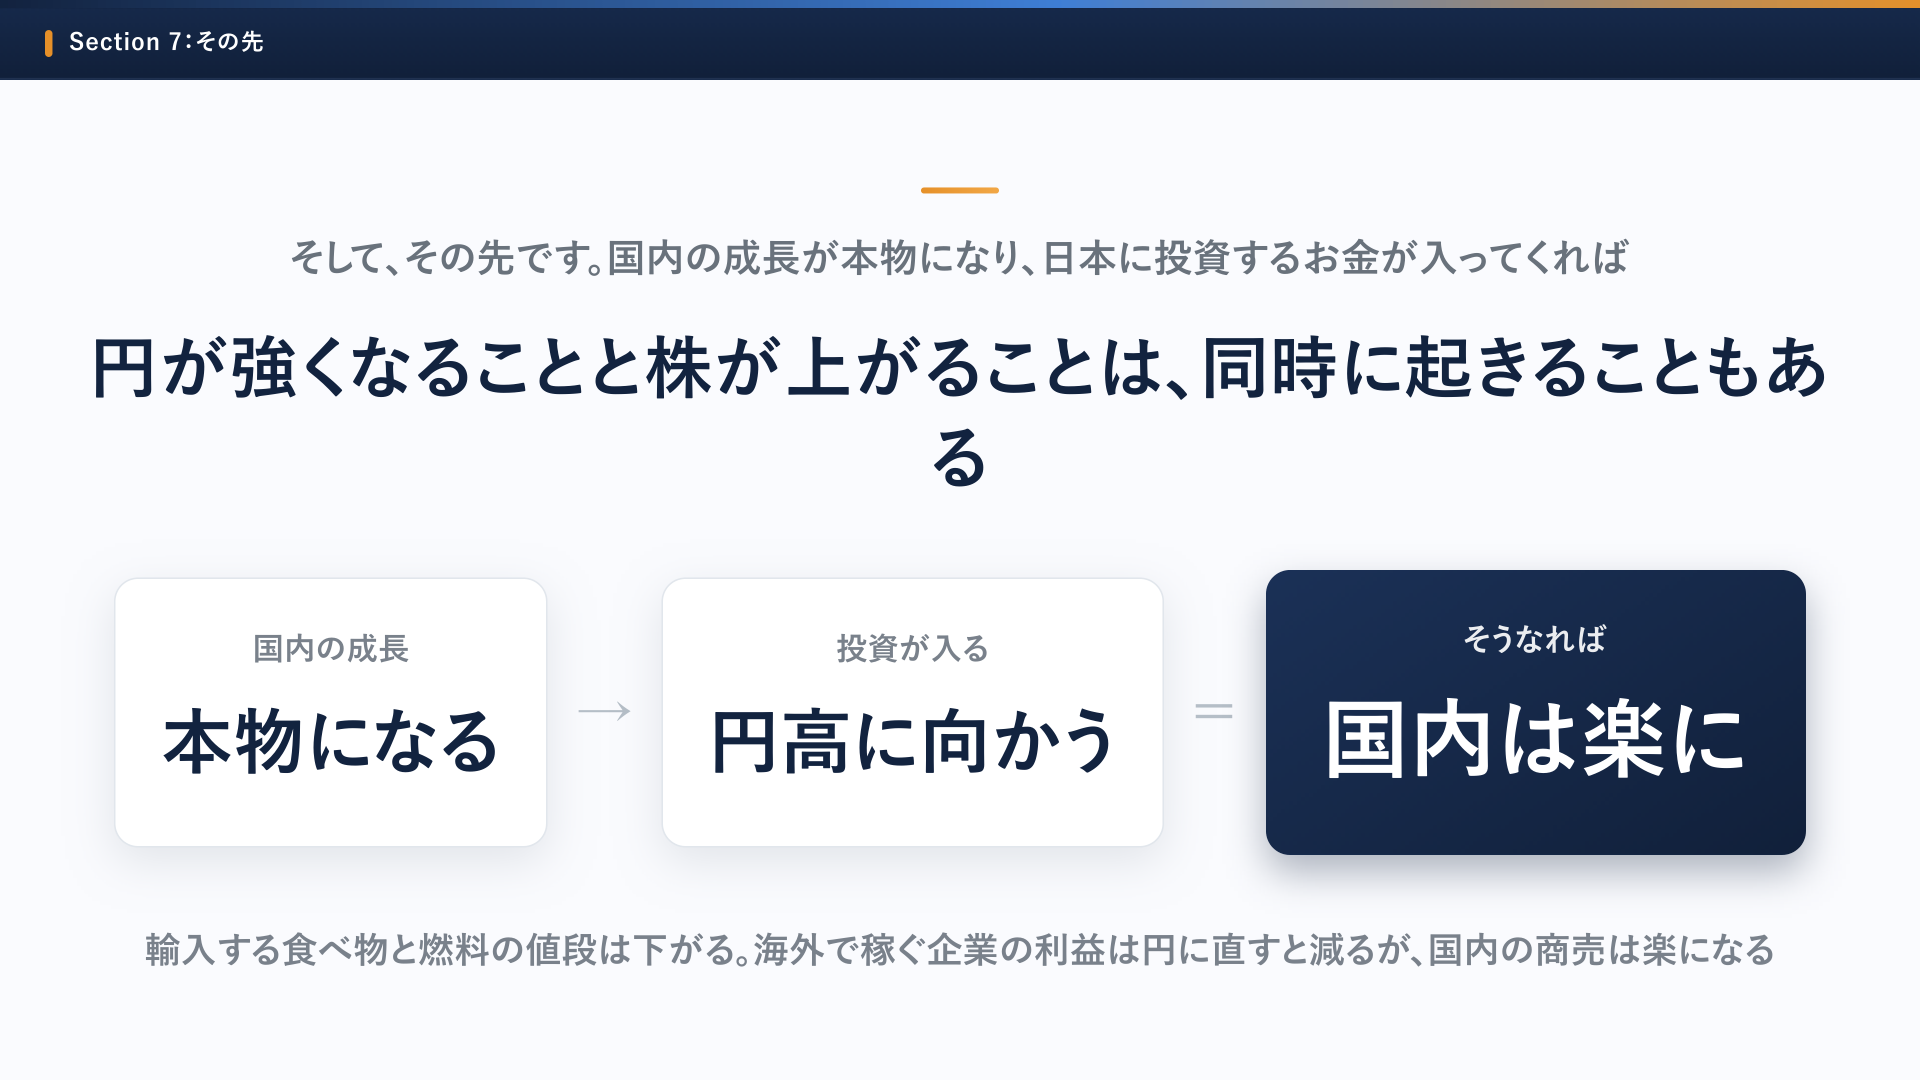 Section 7：その先
そして、その先です。国内の成長が本物になり、日本に投資するお金が入ってくれば
円が強くなることと株が上がることは、同時に起きることもあ
る
国内の成長
本物になる
→
投資が入る
円高に向かう
＝
そうなれば
国内は楽に
輸入する食べ物と燃料の値段は下がる。海外で稼ぐ企業の利益は円に直すと減るが、国内の商売は楽になる